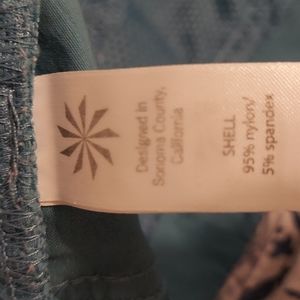 Designed in
Sonoma County,
California
SHELL
95% nylon/
5% spandex